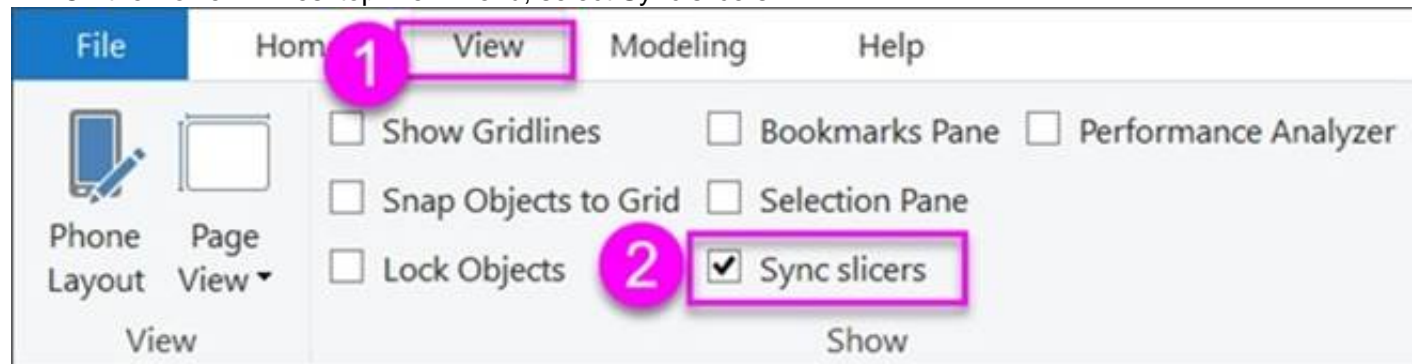 File Hom View Modeling Help
1
Show Gridlines Bookmarks Pane Performance Analyzer
Snap Objects to Grid Selection Pane
Phone Layout Page View Lock Objects 2 Sync slicers
View Show